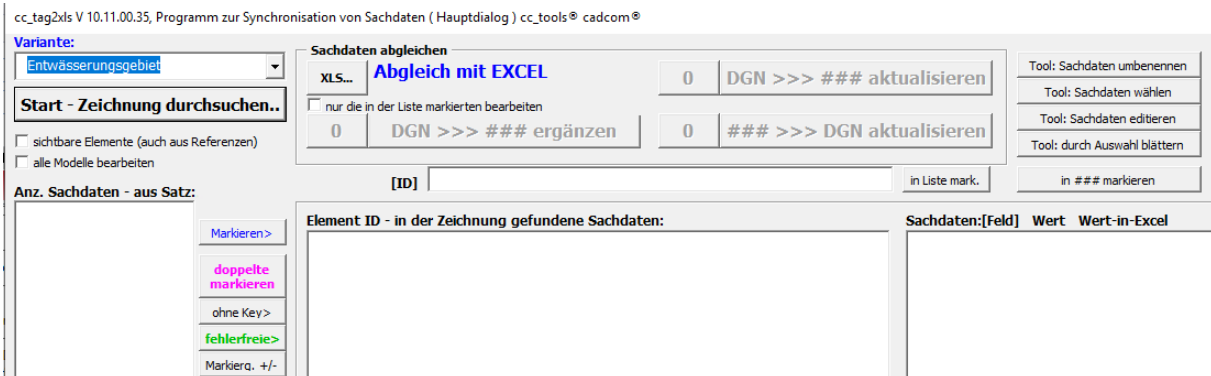 cc_tag2xls V 10.11.00.35, Programm zur Synchronisation von Sachdaten ( Hauptdialog ) cc_tools® cadcom®
Variante:
Entwässerungsgebiet
Start - Zeichnung durchsuchen..
sichtbare Elemente (auch aus Referenzen)
alle Modelle bearbeiten
Anz. Sachdaten - aus Satz:
Markieren>
doppelte
markieren
ohne Key>
fehlerfreie>
Markierg. +/-
Sachdaten abgleichen
XLS... Abgleich mit EXCEL
nur die in der Liste markierten bearbeiten
0 DGN >>> ### ergänzen
0 DGN >>> ### aktualisieren
0 ### >>> DGN aktualisieren
[ID]
in Liste mark.
Tool: Sachdaten umbenennen
Tool: Sachdaten wählen
Tool: Sachdaten editieren
Tool: durch Auswahl blättern
in ### markieren
Element ID - in der Zeichnung gefundene Sachdaten:
Sachdaten:[Feld] Wert Wert-in-Excel